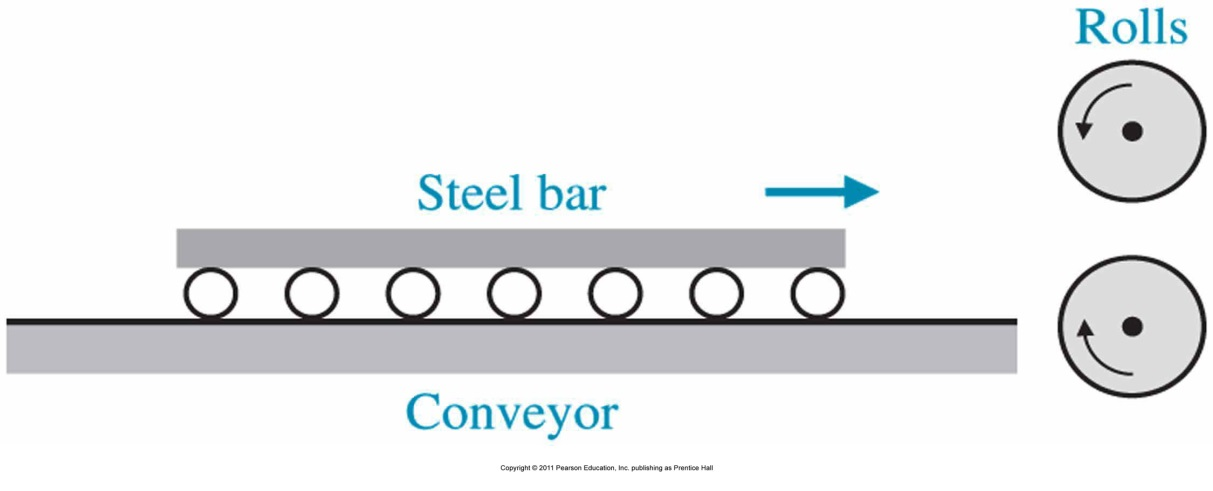 Rolls
Steel bar
Conveyor
Copyright © 2011 Pearson Education, Inc. publishing as Prentice Hall